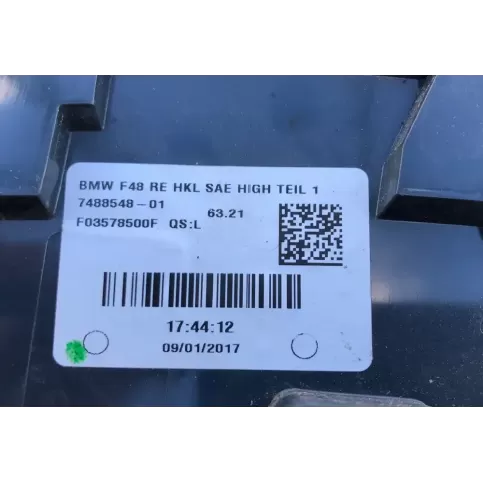 BMW F48 RE HKL SAE HIGH TEIL 1
7488548-01 63.21
F03578500F QS:L
17:44:12
09/01/2017